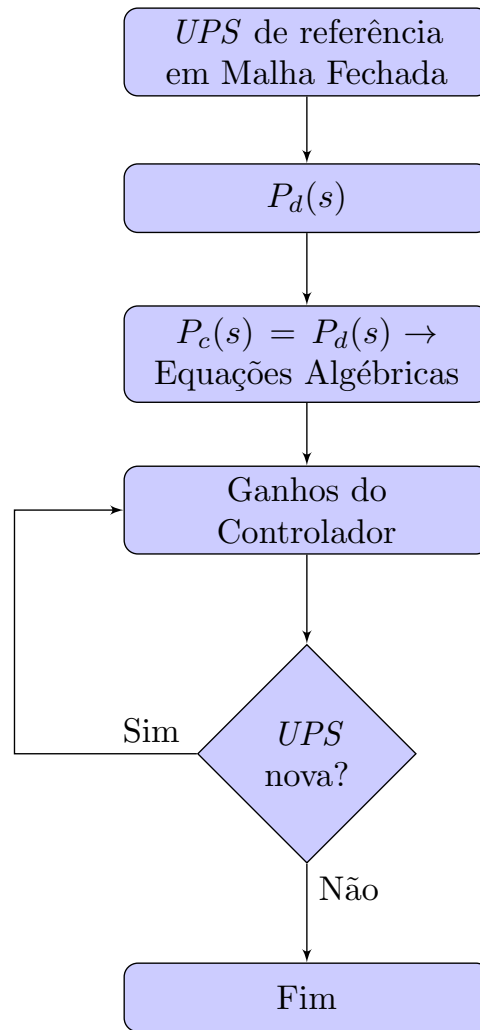 UPS de referência
em Malha Fechada
P_d(s)
P_c(s) = P_d(s) →
Equações Algébricas
Ganhos do
Controlador
Sim
UPS
nova?
Não
Fim